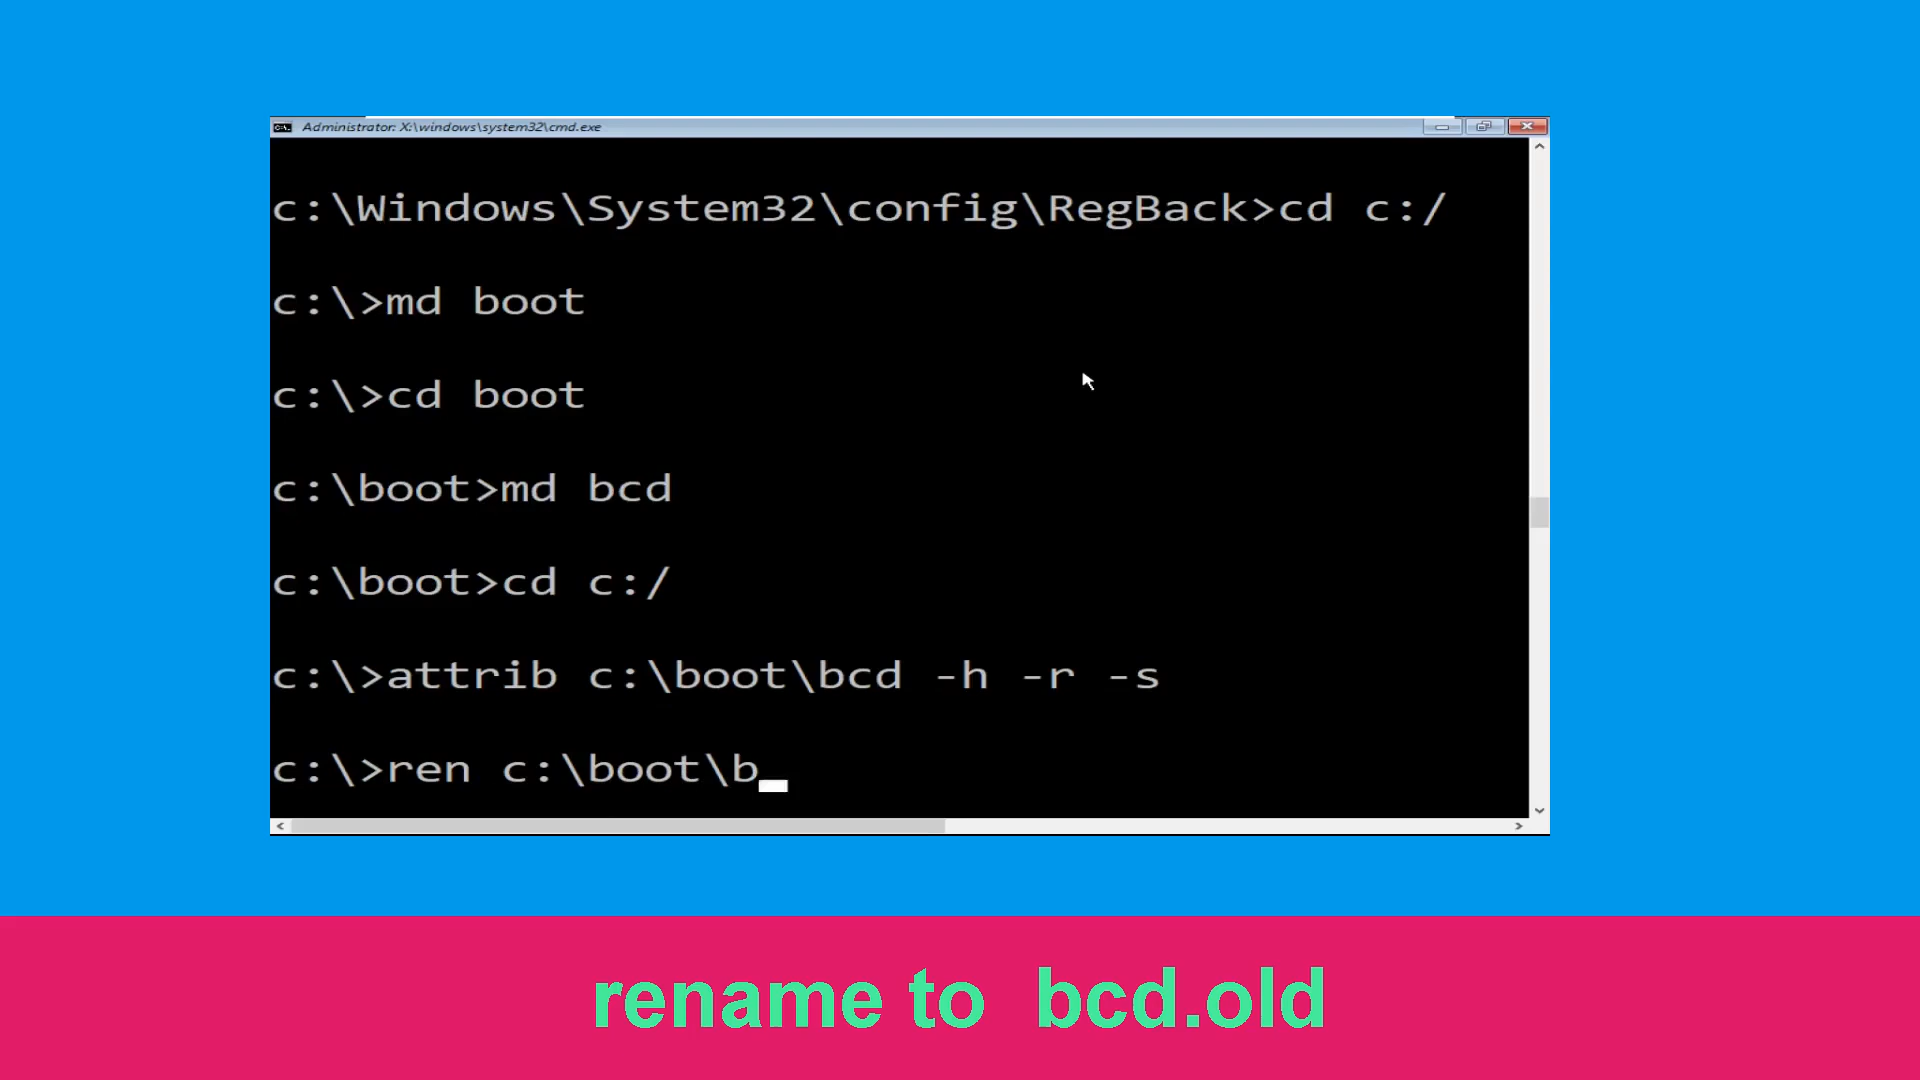 Administrator: X:\windows\system32\cmd.exe
c:\Windows\System32\config\RegBack>cd c:/
c:\>md boot
c:\>cd boot
c:\boot>md bcd
c:\boot>cd c:/
c:\>attrib c:\boot\bcd -h -r -s
c:\>ren c:\boot\b_
rename to bcd.old